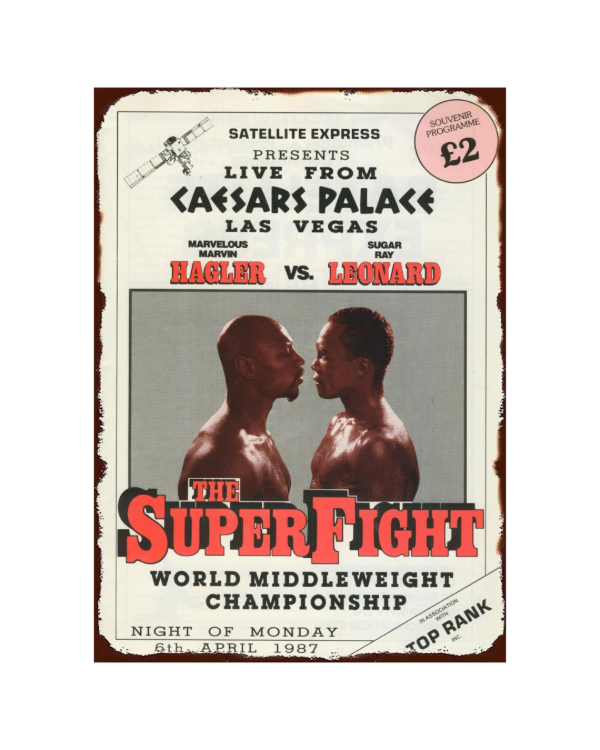 SOUVENIR
PROGRAMME
£2
SATELLITE EXPRESS
PRESENTS
LIVE FROM
CAESARS PALACE
LAS VEGAS
MARVELOUS
MARVIN
HAGLER
VS.
SUGAR
RAY
LEONARD
THE
SUPERFIGHT
WORLD MIDDLEWEIGHT
CHAMPIONSHIP
NIGHT OF MONDAY
6th. APRIL 1987
IN ASSOCIATION
WITH
TOP RANK
INC.